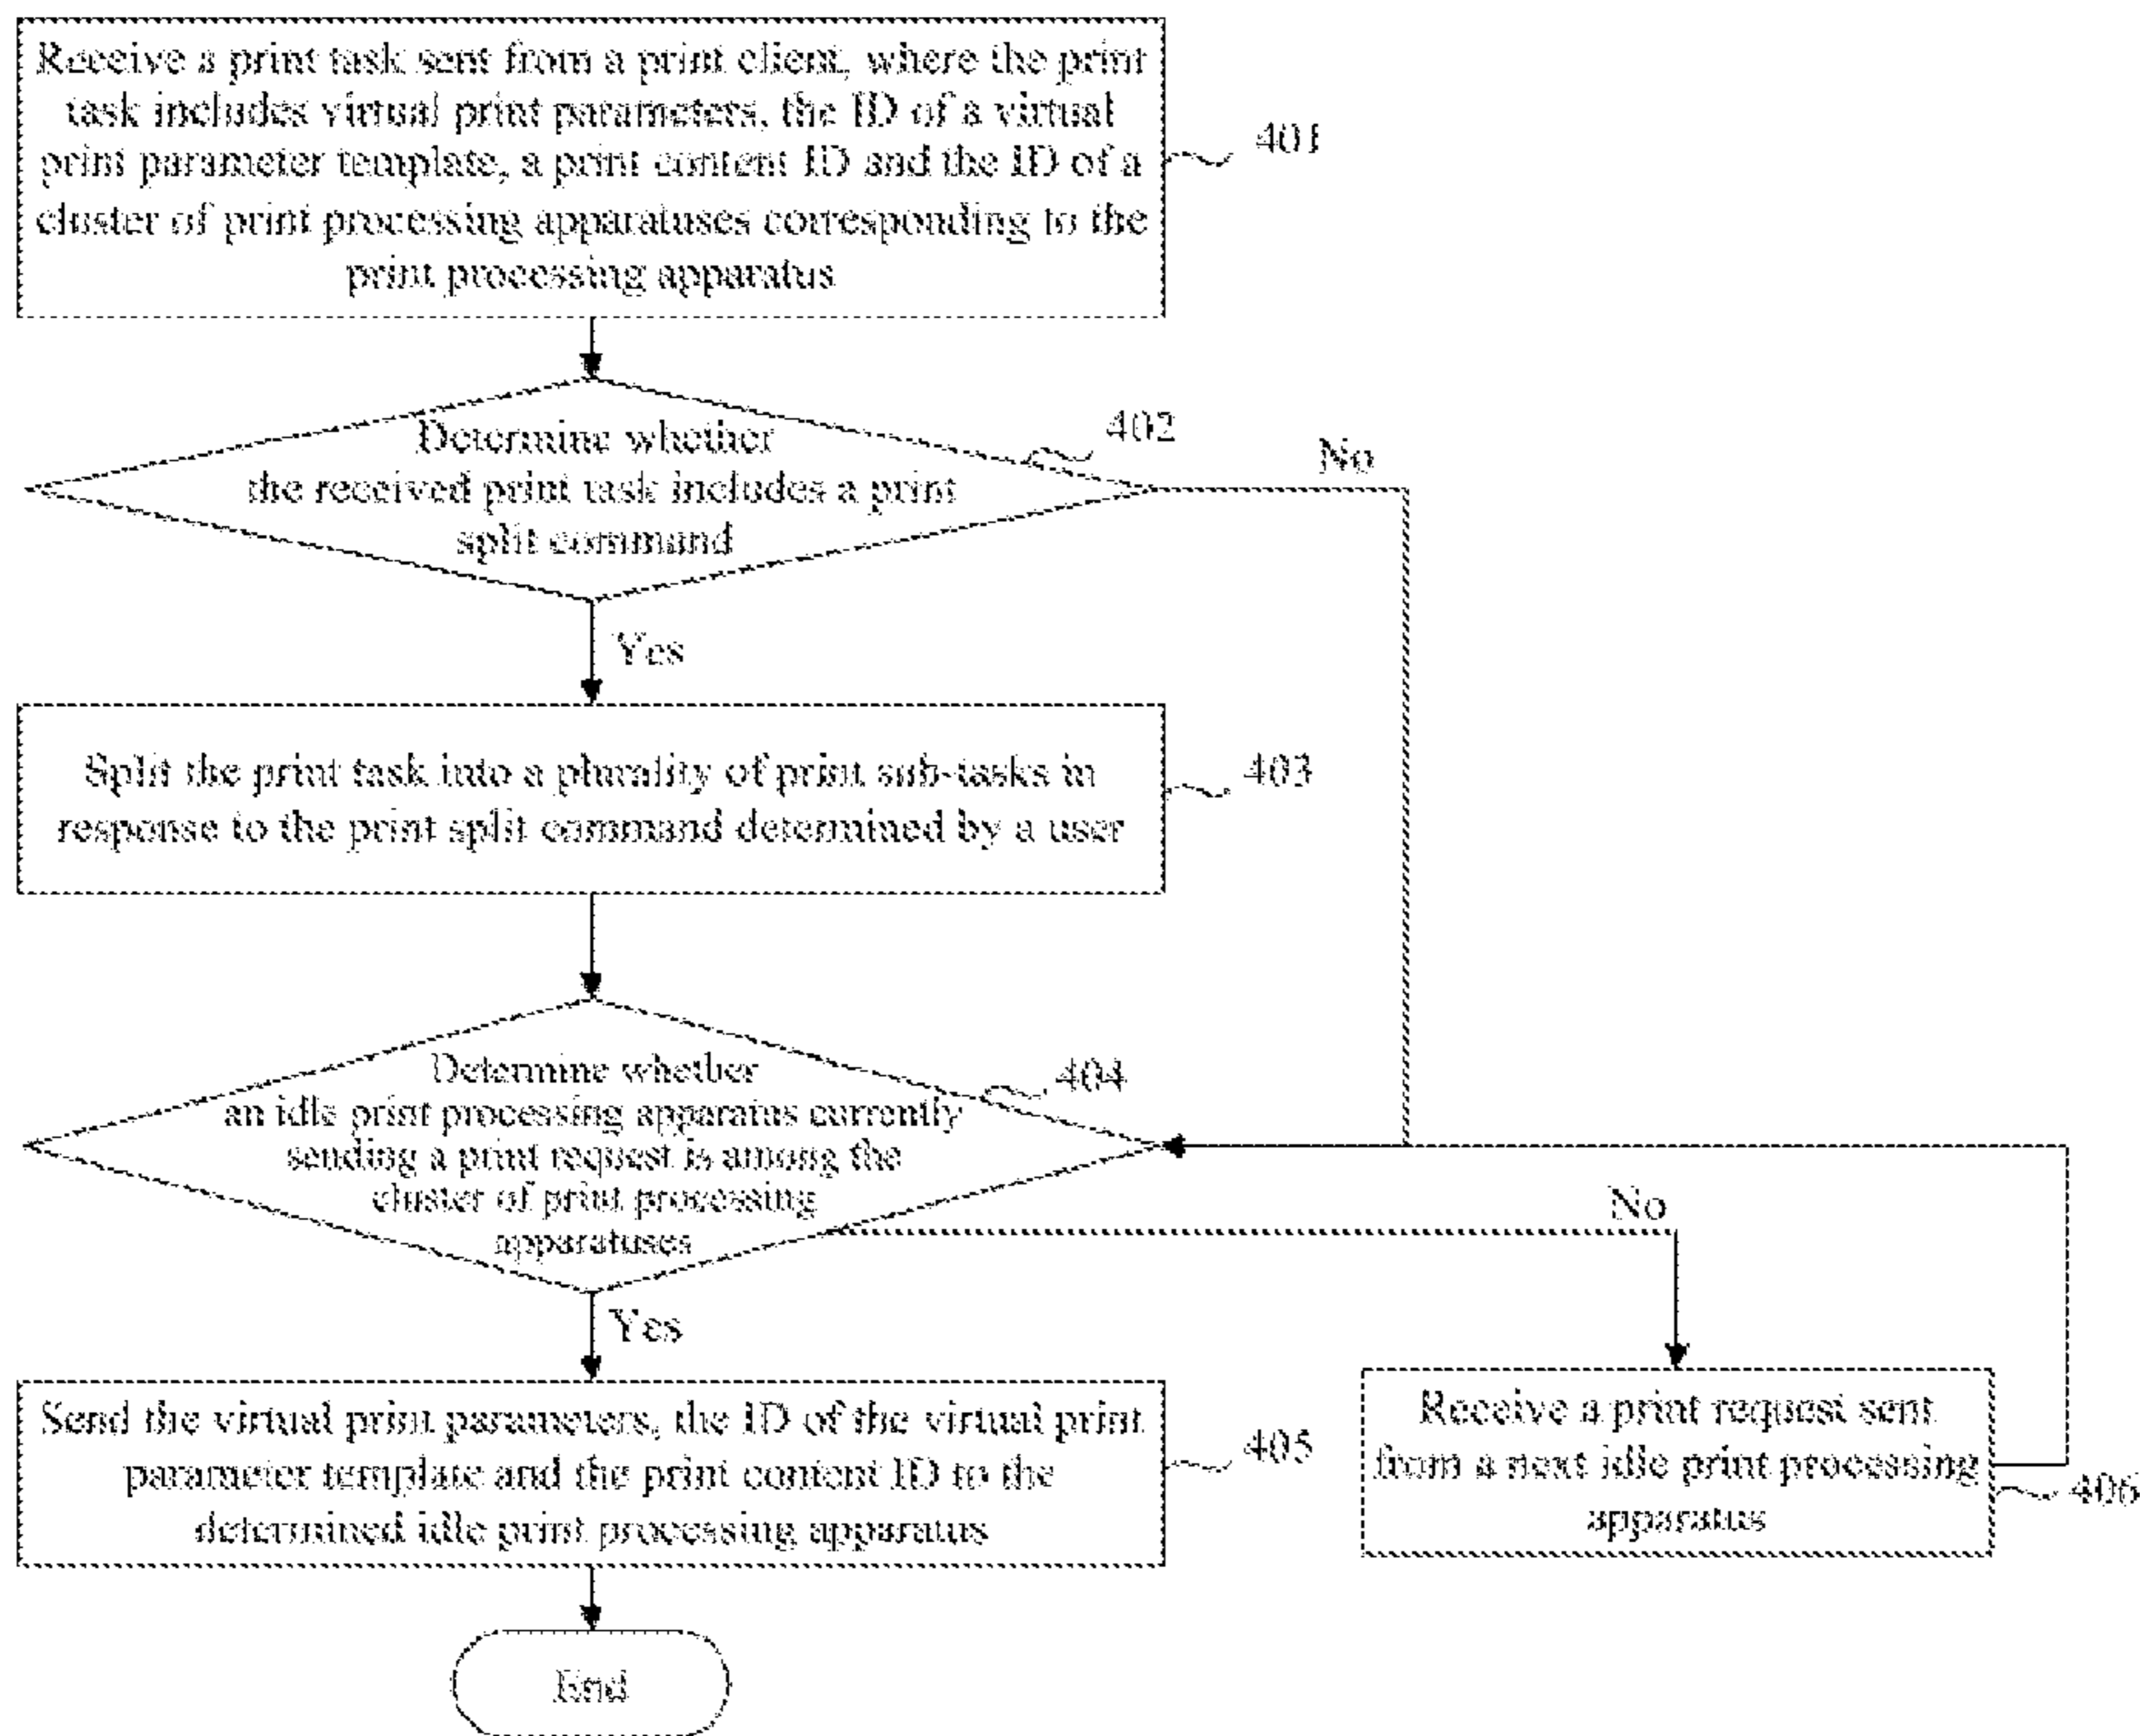 Receive a print task sent from a print client, where the print
task includes virtual print parameters, the ID of a virtual
print parameter template, a print content ID and the ID of a
cluster of print processing apparatuses corresponding to the
print processing apparatus
401
Determine whether
the received print task includes a print
split command
402
No
Yes
Split the print task into a plurality of print sub-tasks in
response to the print split command determined by a user
403
Determine whether
an idle print processing apparatus currently
sending a print request is among the
cluster of print processing
apparatuses
404
No
Yes
Send the virtual print parameters, the ID of the virtual print
parameter template and the print content ID to the
determined idle print processing apparatus
405
Receive a print request sent
from a next idle print processing
apparatus
406
End